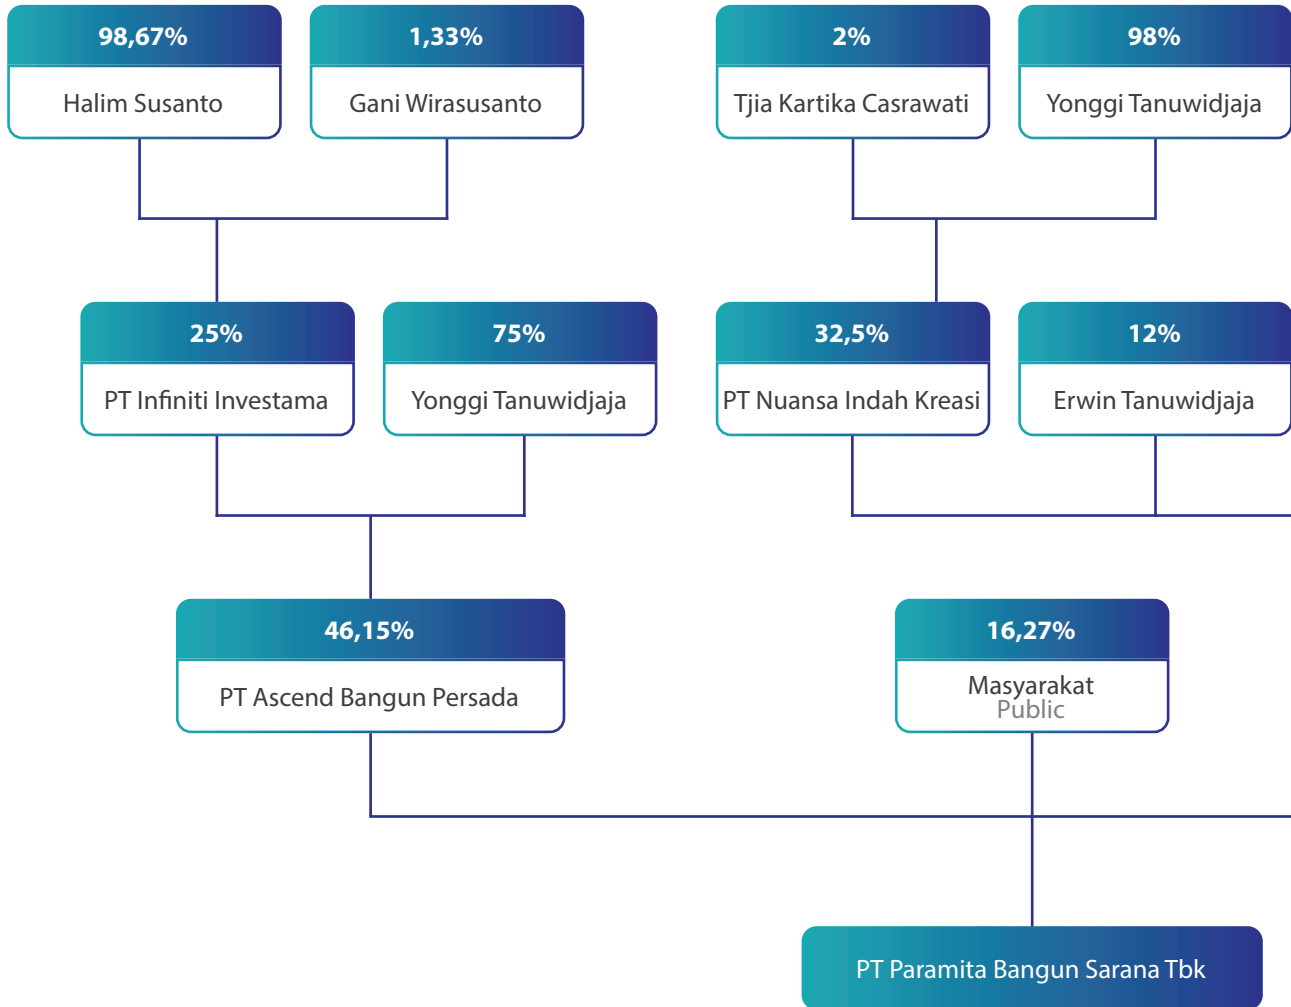 98,67%
Halim Susanto
1,33%
Gani Wirasusanto
2%
Tjia Kartika Casrawati
98%
Yonggi Tanuwidjaja
25%
PT Infiniti Investama
75%
Yonggi Tanuwidjaja
32,5%
PT Nuansa Indah Kreasi
12%
Erwin Tanuwidjaja
46,15%
PT Ascend Bangun Persada
16,27%
Masyarakat
Public
PT Paramita Bangun Sarana Tbk